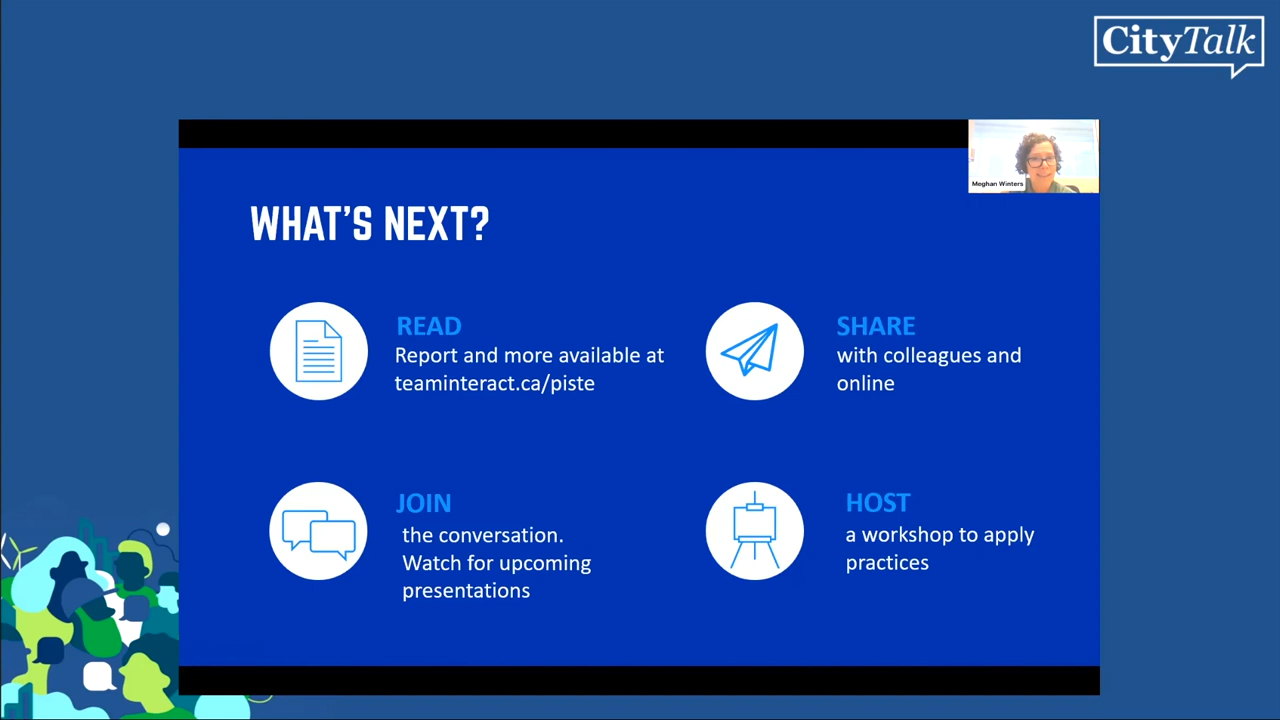 CityTalk
Meghan Winters
WHAT'S NEXT?
READ
Report and more available at
teaminteract.ca/piste
SHARE
with colleagues and
online
JOIN
the conversation.
Watch for upcoming
presentations
HOST
a workshop to apply
practices